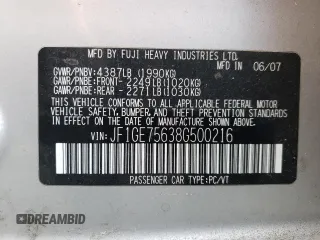 MFD BY FUJI HEAVY INDUSTRIES LTD. 06/07
GVWR/PNBV: 4387LB (1990KG)
GAWR/PNBE: FRONT- 2249LB(1020KG)
GAWR/PNBE: REAR - 2271LB(1030KG)
THIS VEHICLE CONFORMS TO ALL APPLICABLE
FEDERAL MOTOR VEHICLE SAFETY, BUMPER, AND
THEFT PREVENTION STANDARDS IN EFFECT ON
THE DATE OF MANUFACTURE SHOWN ABOVE.
VIN: JF1GE75638G500216
PASSENGER CAR TYPE:PC/VT
©DREAMBID
DREAMBID.COM